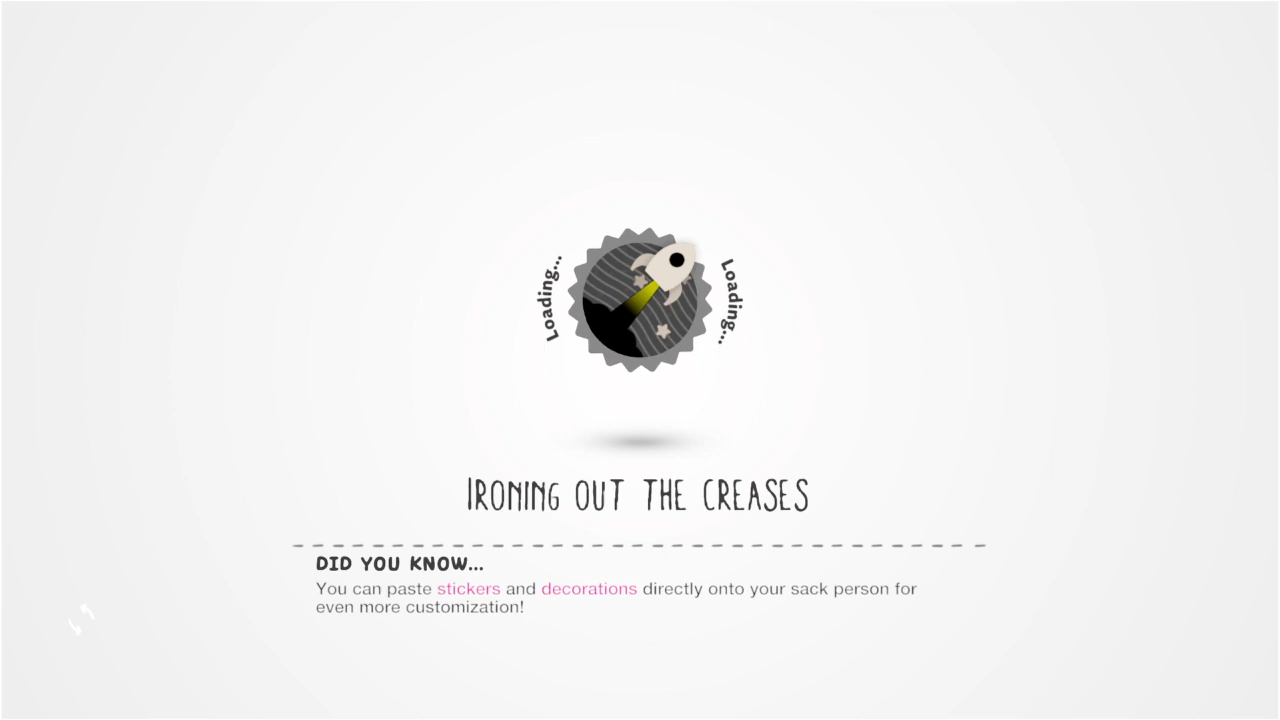 Loading...
Loading...
IRONING OUT THE CREASES
DID YOU KNOW...
You can paste stickers and decorations directly onto your sack person for
even more customization!